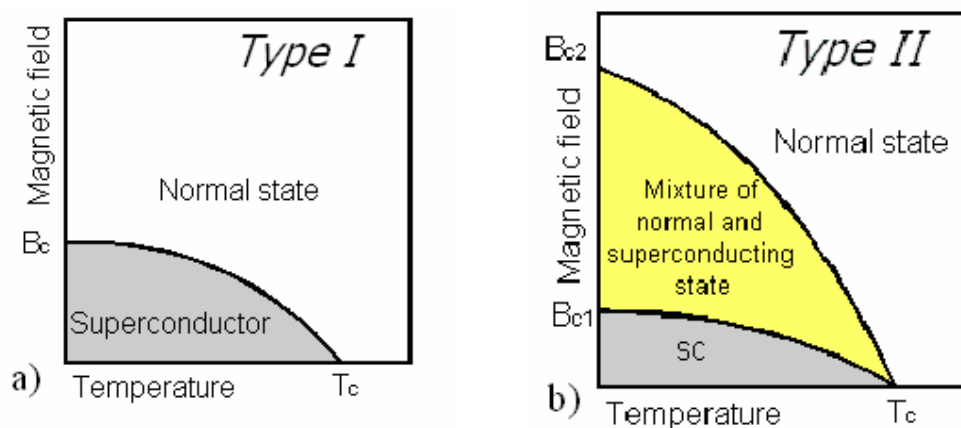 Type I
Magnetic field
Normal state
Bc
Superconductor
a)
Temperature
Tc
Type II
Bc2
Magnetic field
Normal state
Mixture of
normal and
superconducting
state
Bc1
SC
b)
Temperature
Tc